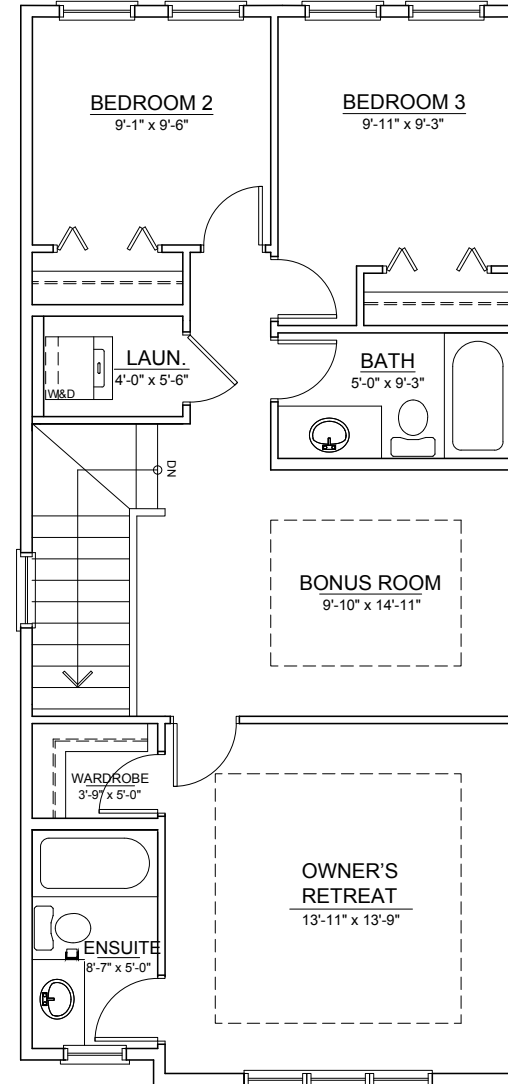 BEDROOM 2
9'-1" x 9'-6"
BEDROOM 3
9'-11" x 9'-3"
LAUN.
4'-0" x 5'-6"
W&D
BATH
5'-0" x 9'-3"
DN
BONUS ROOM
9'-10" x 14'-11"
WARDROBE
3'-9" x 5'-0"
OWNER'S
RETREAT
13'-11" x 13'-9"
ENSUITE
8'-7" x 5'-0"